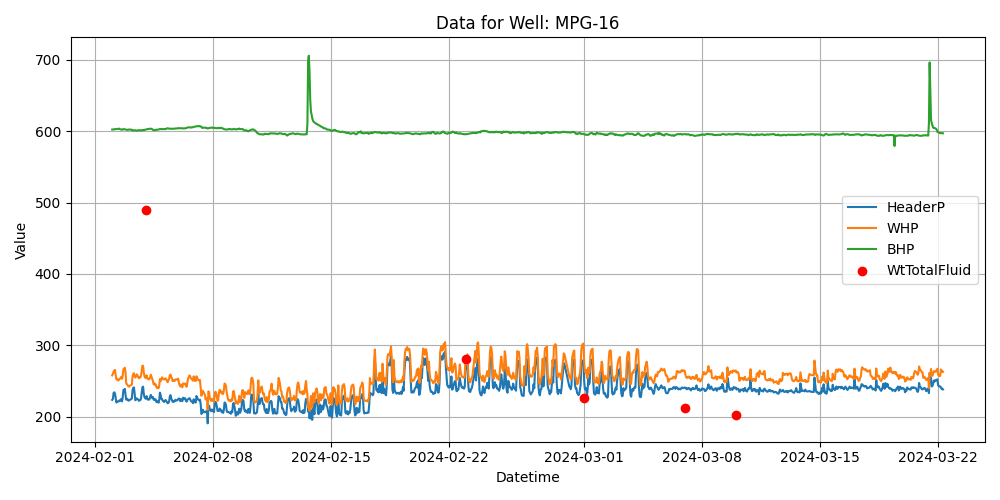 Data for Well: MPG-16
700
600
500
400
300
200
Value
HeaderP
WHP
BHP
WtTotalFluid
2024-02-01
2024-02-08
2024-02-15
2024-02-22
2024-03-01
2024-03-08
2024-03-15
2024-03-22
Datetime